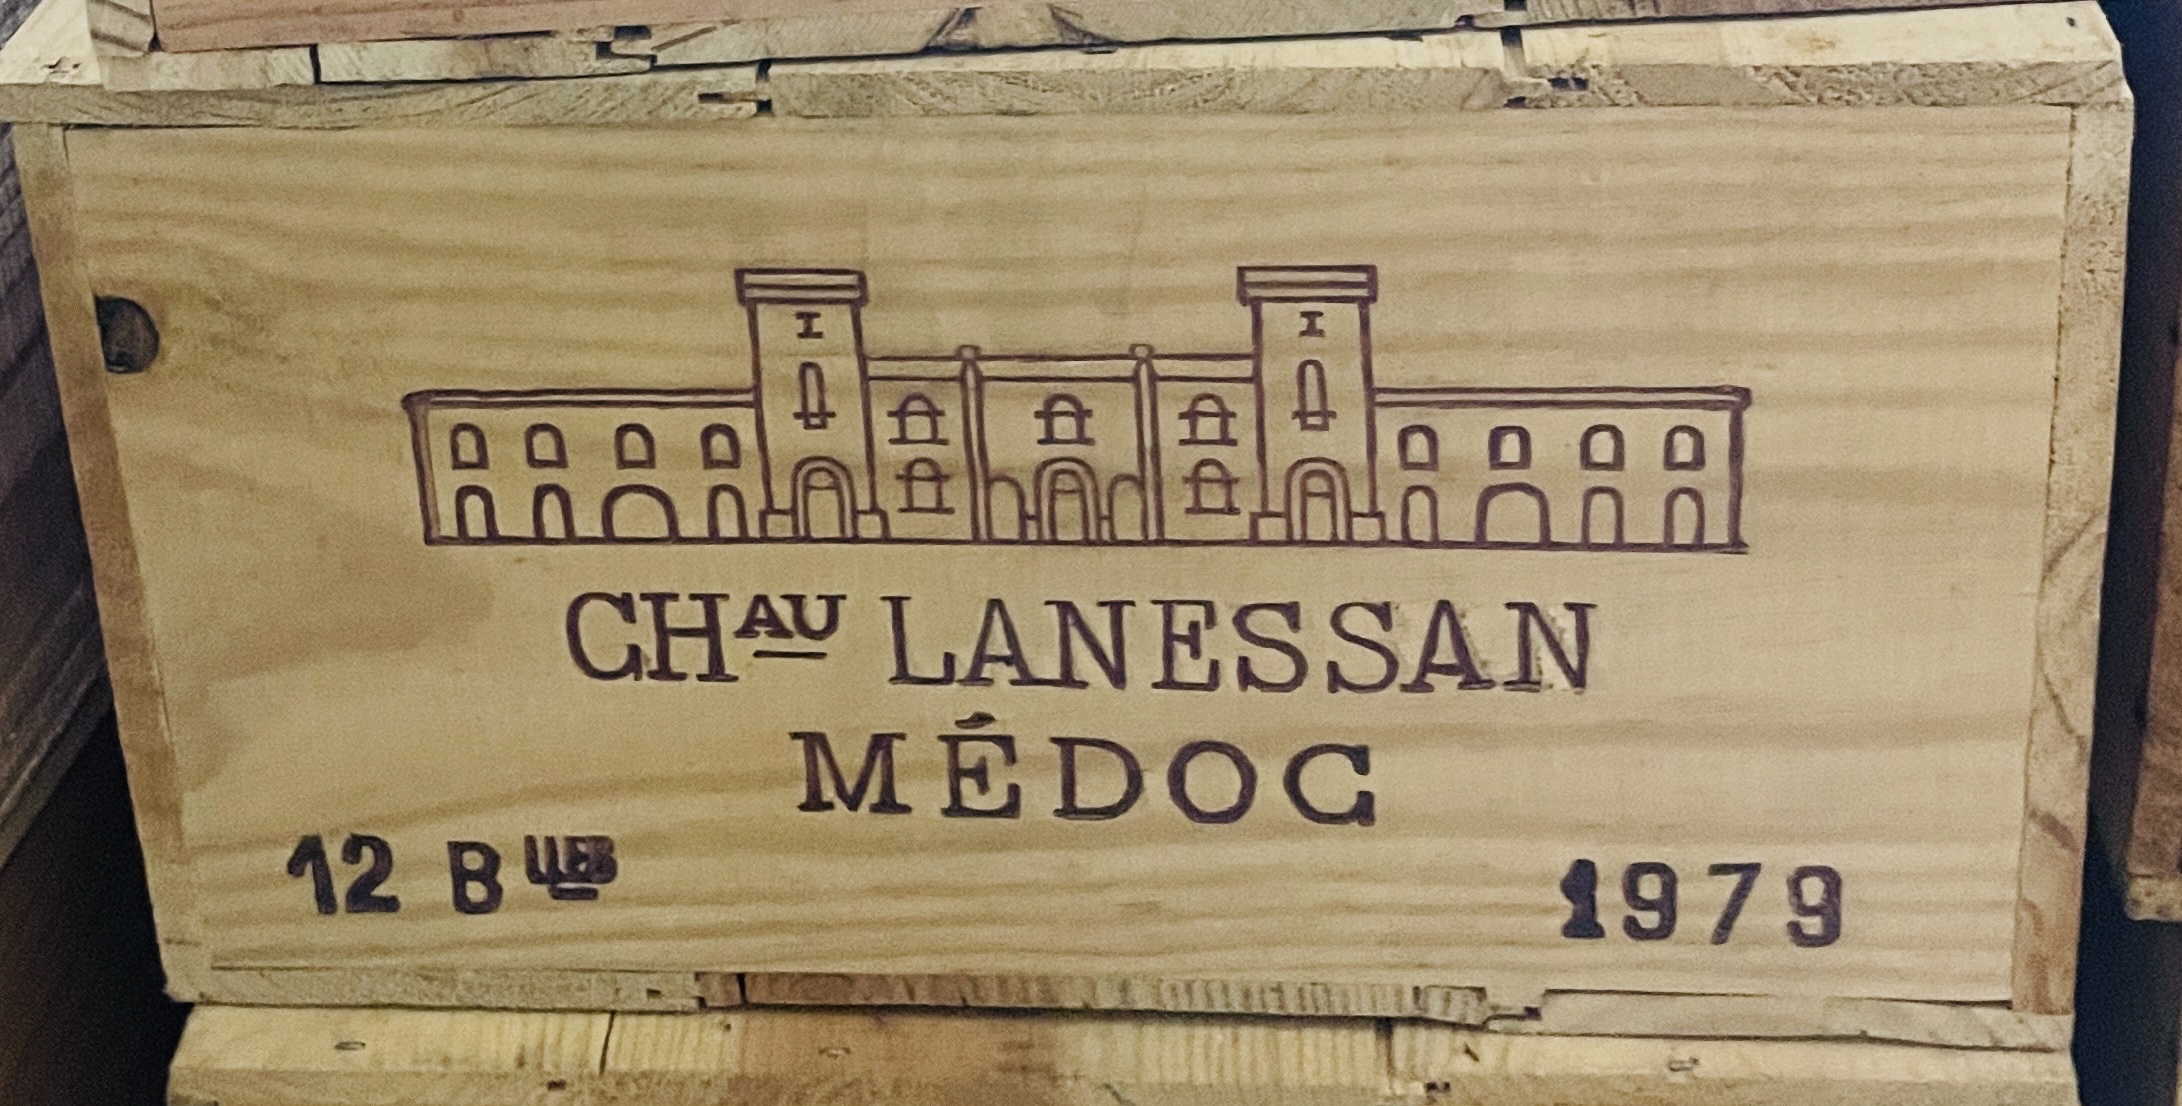 I I
CHAU LANESSAN
MÉDOC
12 BLLES 1979